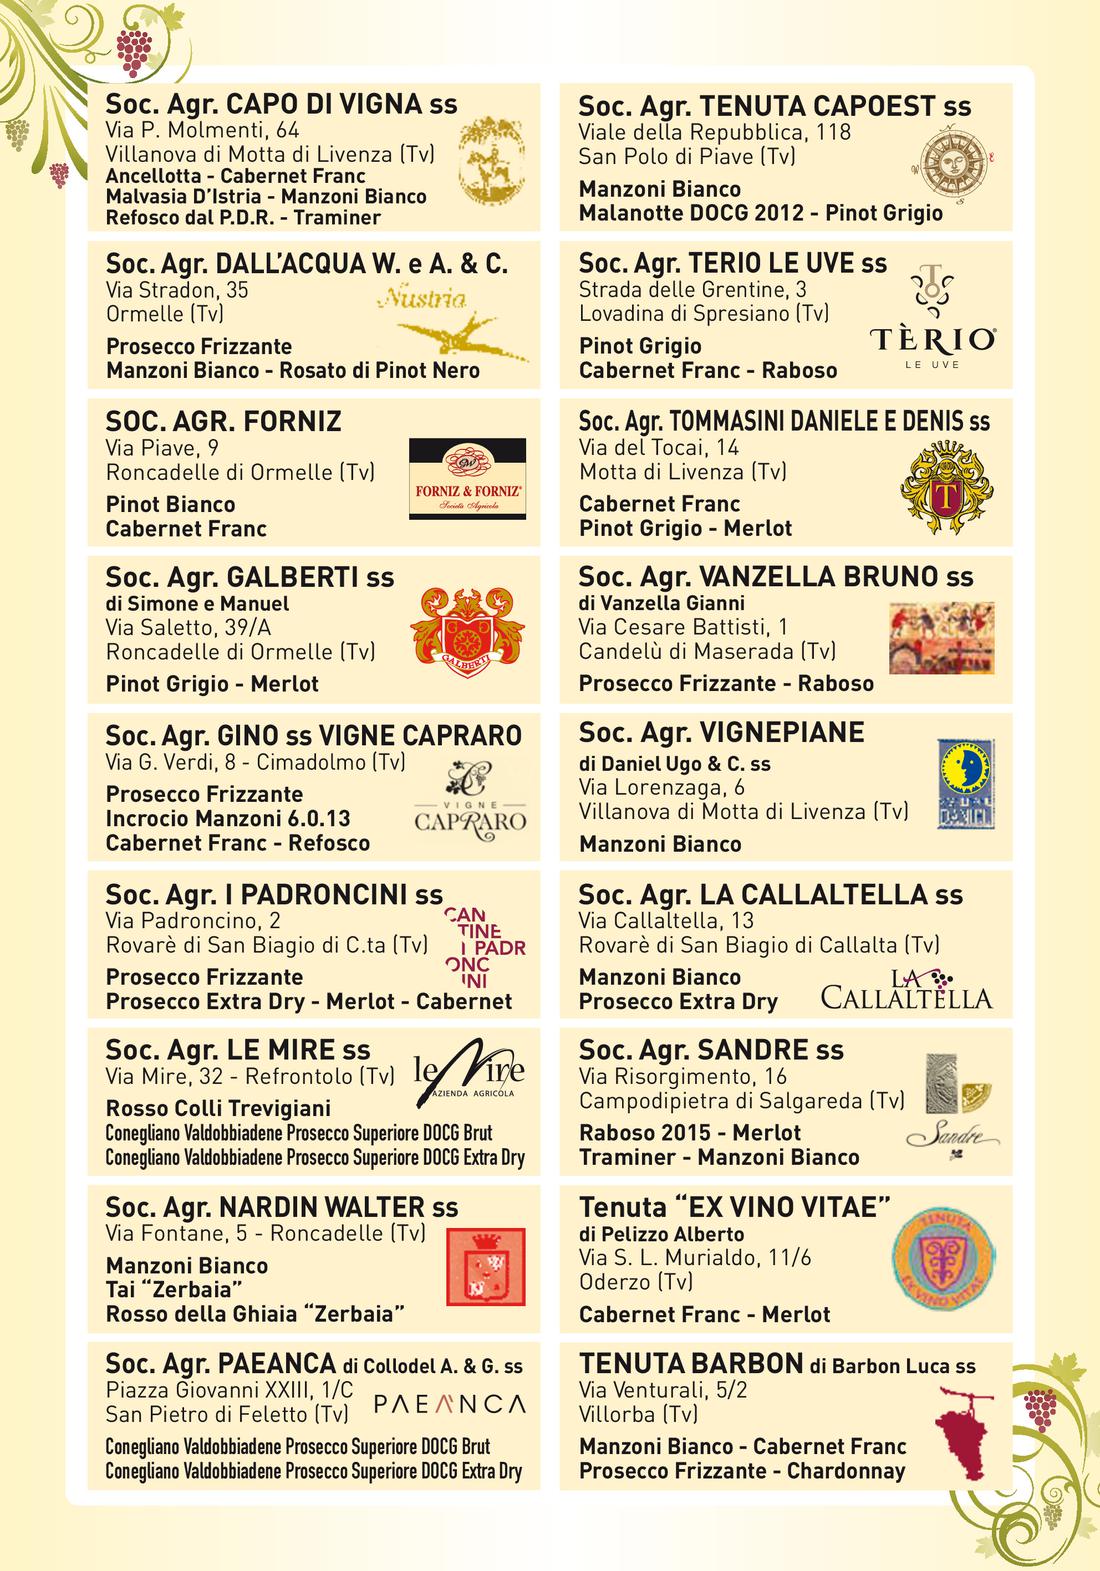 Soc. Agr. CAPO DI VIGNA ss
Via P. Molmenti, 64
Villanova di Motta di Livenza (Tv)
Ancellotta - Cabernet Franc
Malvasia D'Istria - Manzoni Bianco
Refosco dal P.D.R. - Traminer
Soc. Agr. DALL'ACQUA W. e A. & C.
Via Stradon, 35
Ormelle (Tv)
Nustria
Prosecco Frizzante
Manzoni Bianco - Rosato di Pinot Nero
SOC. AGR. FORNIZ
Via Piave, 9
Roncadelle di Ormelle (Tv)
Pinot Bianco
Cabernet Franc
FORNIZ & FORNIZ®
Società Agricola
Soc. Agr. GALBERTI ss
di Simone e Manuel
Via Saletto, 39/A
Roncadelle di Ormelle (Tv)
Pinot Grigio - Merlot
GALBERTI
Soc. Agr. GINO ss VIGNE CAPRARO
Via G. Verdi, 8 - Cimadolmo (Tv)
Prosecco Frizzante
Incrocio Manzoni 6.0.13
Cabernet Franc - Refosco
VIGNE
CAPRARO
Soc. Agr. I PADRONCINI ss
Via Padroncino, 2
Rovarè di San Biagio di C.ta (Tv)
Prosecco Frizzante
Prosecco Extra Dry - Merlot - Cabernet
CAN
TINE
I PADR
ONC
INI
Soc. Agr. LE MIRE ss
Via Mire, 32 - Refrontolo (Tv)
Rosso Colli Trevigiani
Conegliano Valdobbiadene Prosecco Superiore DOCG Brut
Conegliano Valdobbiadene Prosecco Superiore DOCG Extra Dry
le Mire
AZIENDA AGRICOLA
Soc. Agr. NARDIN WALTER ss
Via Fontane, 5 - Roncadelle (Tv)
Manzoni Bianco
Tai “Zerbaia”
Rosso della Ghiaia “Zerbaia”
Soc. Agr. PAEANCA di Collodel A. & G. ss
Piazza Giovanni XXIII, 1/C
San Pietro di Feletto (Tv)
PAEANCA
Conegliano Valdobbiadene Prosecco Superiore DOCG Brut
Conegliano Valdobbiadene Prosecco Superiore DOCG Extra Dry
Soc. Agr. TENUTA CAPOEST ss
Viale della Repubblica, 118
San Polo di Piave (Tv)
Manzoni Bianco
Malanotte DOCG 2012 - Pinot Grigio
N
E
S
W
Soc. Agr. TERIO LE UVE ss
Strada delle Grentine, 3
Lovadina di Spresiano (Tv)
Pinot Grigio
Cabernet Franc - Raboso
TÈRIO®
LE UVE
Soc. Agr. TOMMASINI DANIELE E DENIS ss
Via del Tocai, 14
Motta di Livenza (Tv)
Cabernet Franc
Pinot Grigio - Merlot
T
Soc. Agr. VANZELLA BRUNO ss
di Vanzella Gianni
Via Cesare Battisti, 1
Candelù di Maserada (Tv)
Prosecco Frizzante - Raboso
Soc. Agr. VIGNEPIANE
di Daniel Ugo & C. ss
Via Lorenzaga, 6
Villanova di Motta di Livenza (Tv)
Manzoni Bianco
Soc. Agr. LA CALLALTELLA ss
Via Callaltella, 13
Rovarè di San Biagio di Callalta (Tv)
Manzoni Bianco
Prosecco Extra Dry
LA
CALLALTELLA
Soc. Agr. SANDRE ss
Via Risorgimento, 16
Campodipietra di Salgareda (Tv)
Raboso 2015 - Merlot
Traminer - Manzoni Bianco
Sandre
Tenuta “EX VINO VITAE”
di Pelizzo Alberto
Via S. L. Murialdo, 11/6
Oderzo (Tv)
Cabernet Franc - Merlot
TENUTA
EX VINO VITAE
TENUTA BARBON di Barbon Luca ss
Via Venturali, 5/2
Villorba (Tv)
Manzoni Bianco - Cabernet Franc
Prosecco Frizzante - Chardonnay